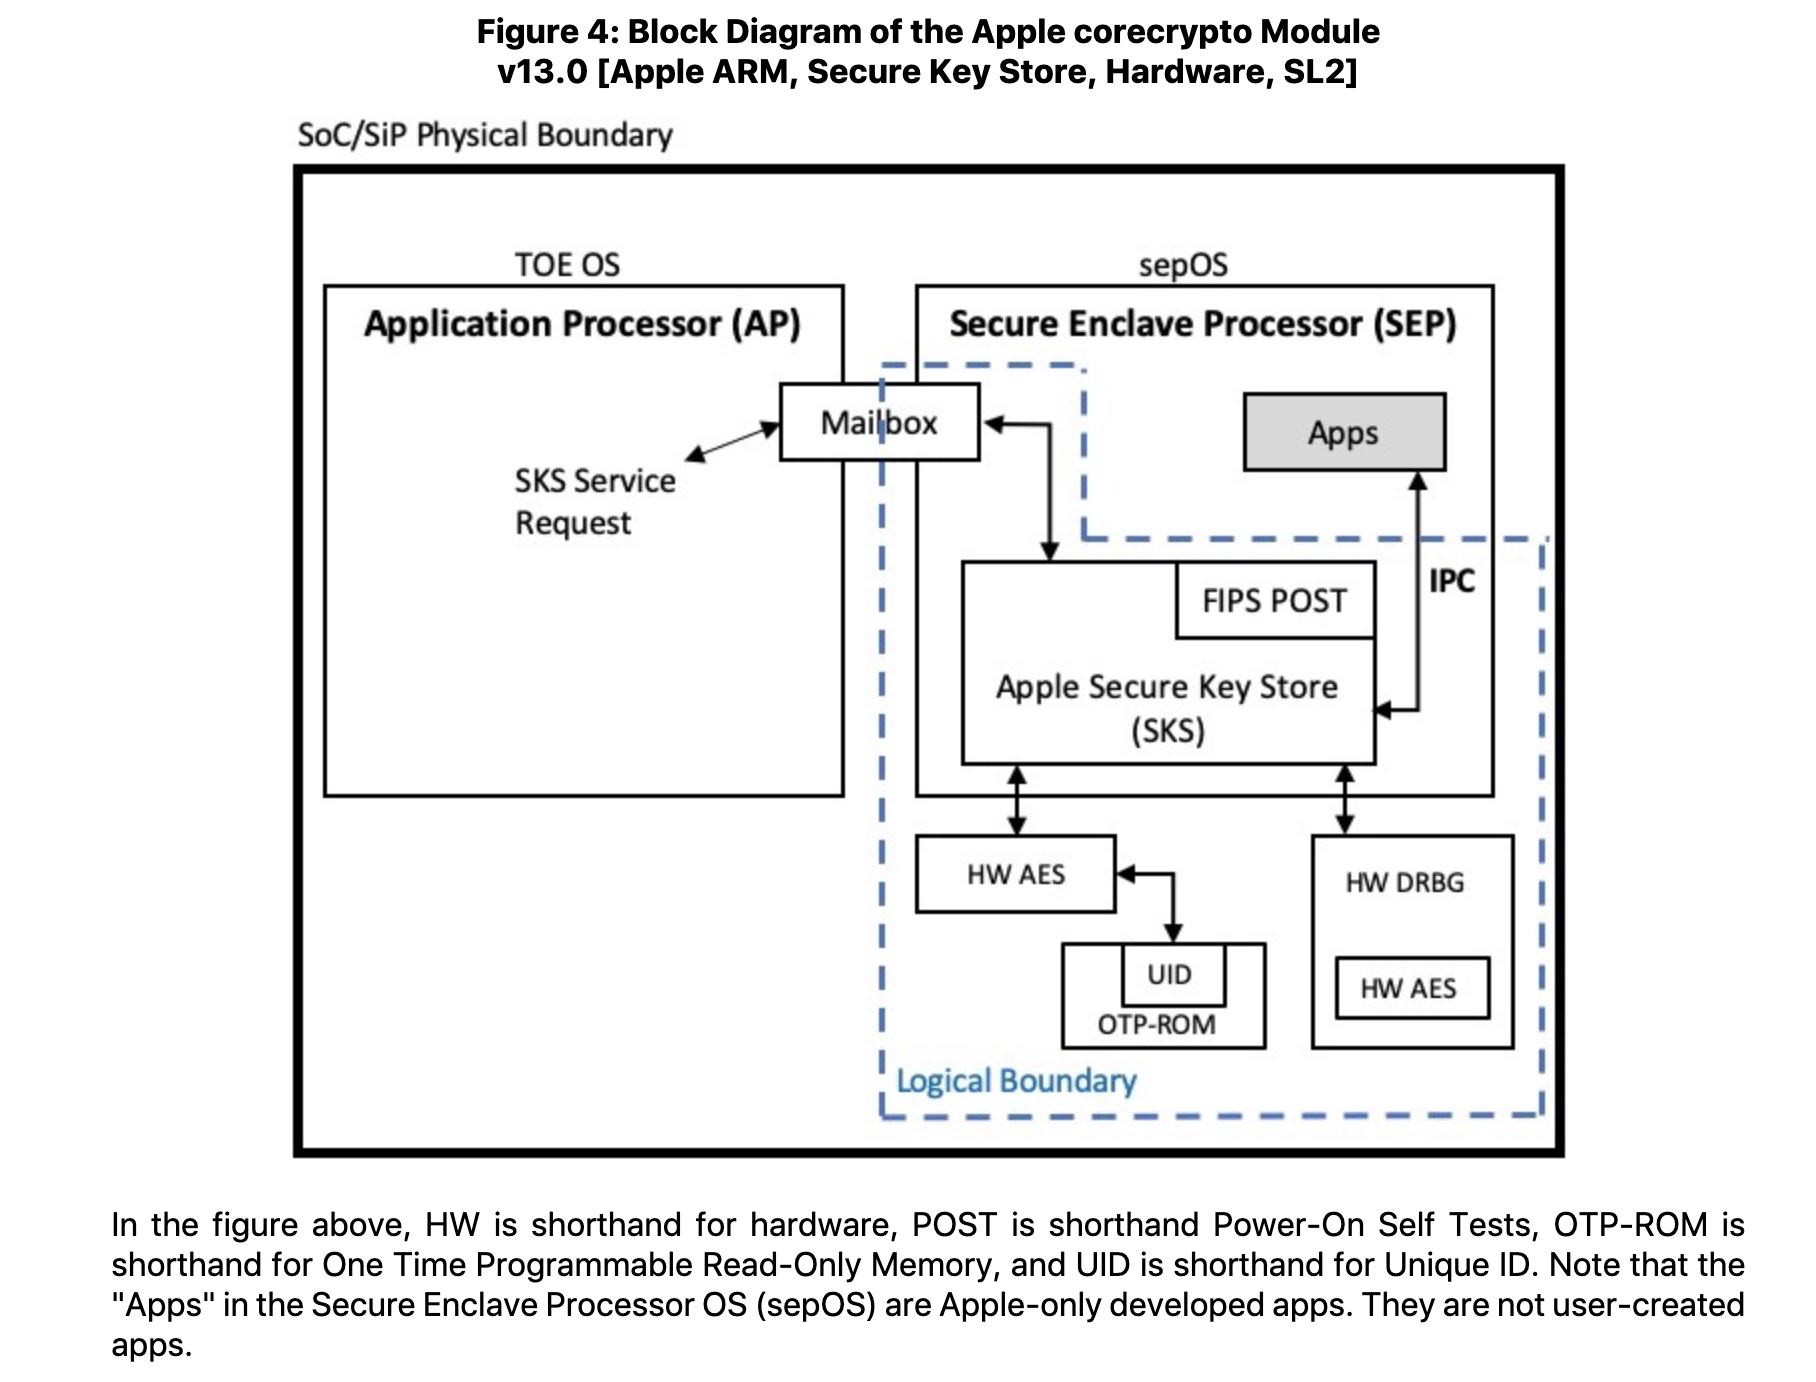 Figure 4: Block Diagram of the Apple corecrypto Module
v13.0 [Apple ARM, Secure Key Store, Hardware, SL2]
SoC/SiP Physical Boundary
TOE OS
sepOS
Application Processor (AP)
Secure Enclave Processor (SEP)
Mailbox
Apps
SKS Service
Request
IPC
FIPS POST
Apple Secure Key Store
(SKS)
HW AES
HW DRBG
UID
HW AES
OTP-ROM
Logical Boundary
In the figure above, HW is shorthand for hardware, POST is shorthand Power-On Self Tests, OTP-ROM is
shorthand for One Time Programmable Read-Only Memory, and UID is shorthand for Unique ID. Note that the
"Apps" in the Secure Enclave Processor OS (sepOS) are Apple-only developed apps. They are not user-created
apps.